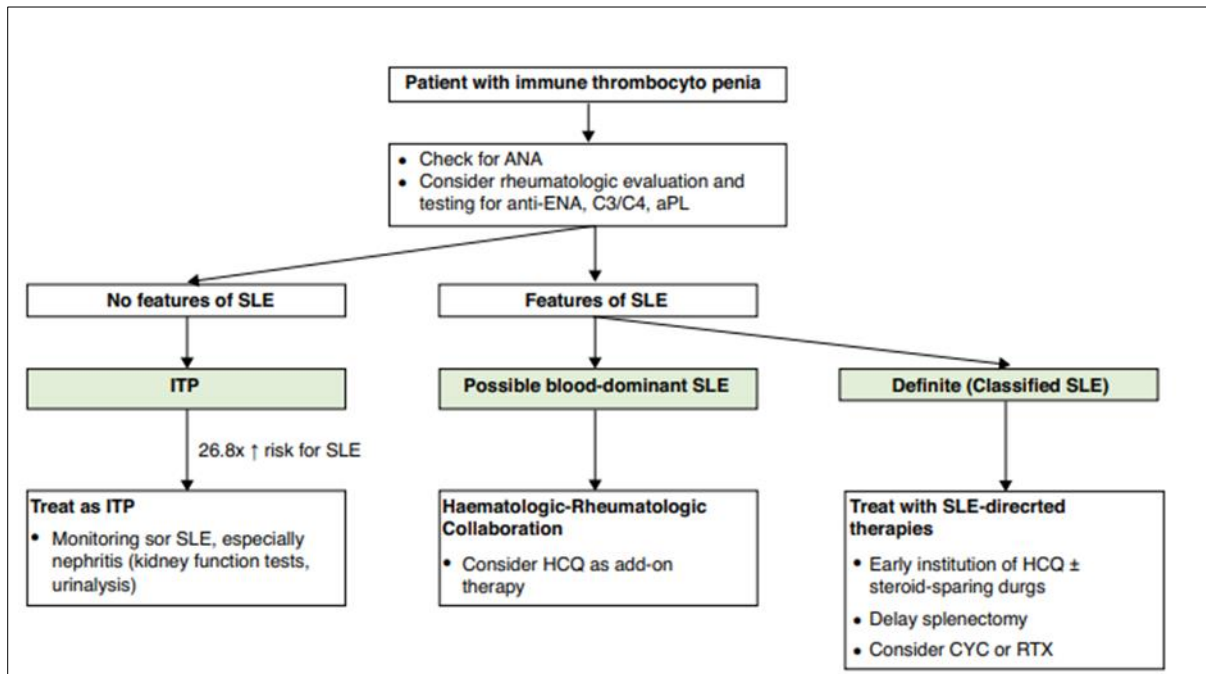 Patient with immune thrombocyto penia
• Check for ANA
• Consider rheumatologic evaluation and
testing for anti-ENA, C3/C4, aPL
No features of SLE
Features of SLE
ITP
Possible blood-dominant SLE
Definite (Classified SLE)
26.8x ↑ risk for SLE
Treat as ITP
• Monitoring sor SLE, especially
nephritis (kidney function tests,
urinalysis)
Haematologic-Rheumatologic
Collaboration
• Consider HCQ as add-on
therapy
Treat with SLE-direcrted
therapies
• Early institution of HCQ ±
steroid-sparing durgs
• Delay splenectomy
• Consider CYC or RTX